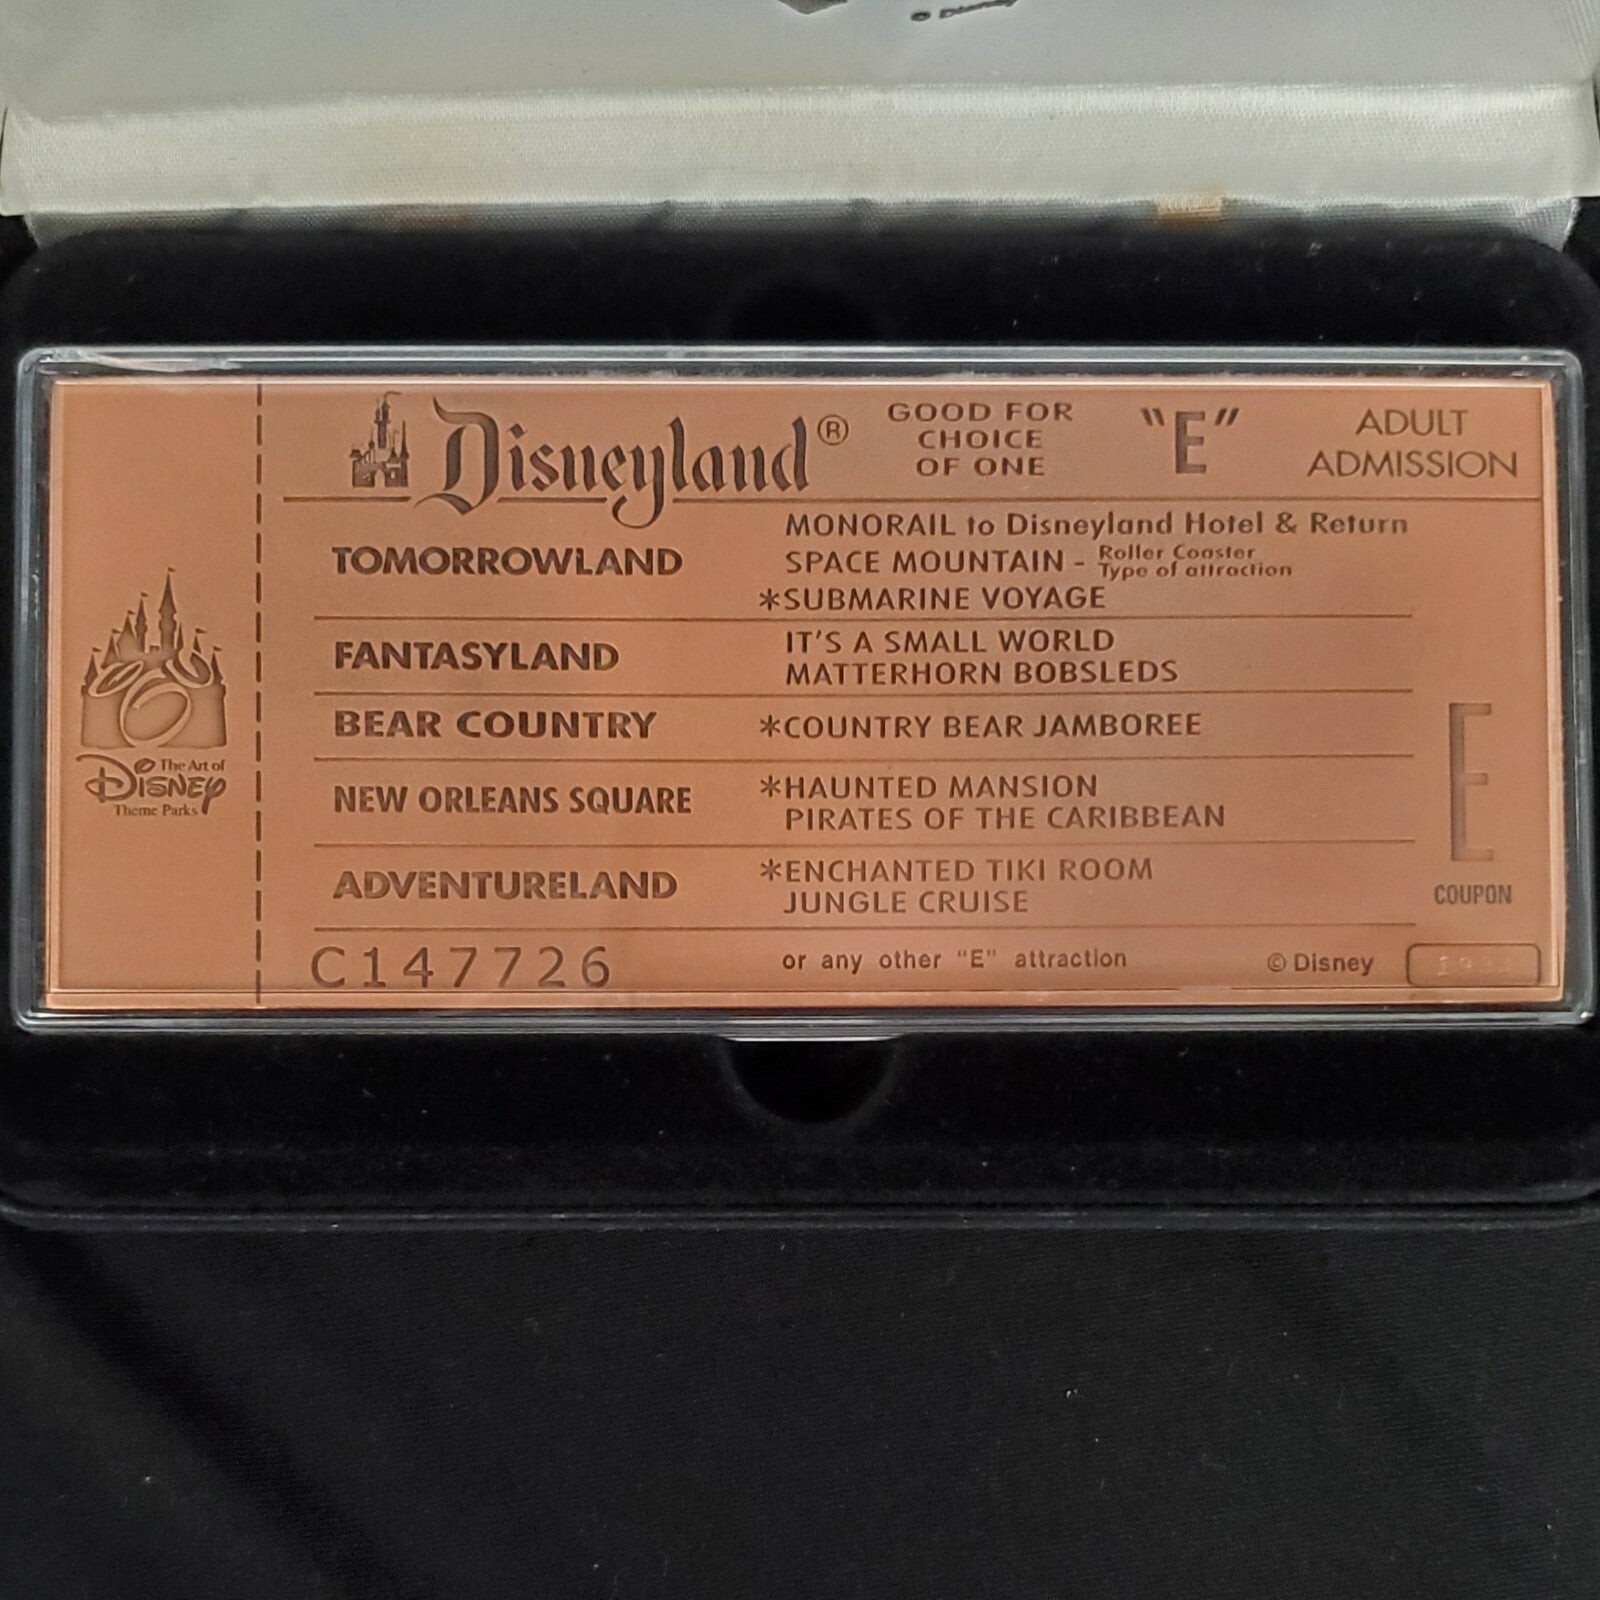 © Disney
Disneyland®
GOOD FOR
CHOICE
OF ONE
"E"
ADULT
ADMISSION
TOMORROWLAND
MONORAIL to Disneyland Hotel & Return
SPACE MOUNTAIN - Roller Coaster
Type of attraction
*SUBMARINE VOYAGE
FANTASYLAND
IT'S A SMALL WORLD
MATTERHORN BOBSLEDS
BEAR COUNTRY
*COUNTRY BEAR JAMBOREE
NEW ORLEANS SQUARE
*HAUNTED MANSION
PIRATES OF THE CARIBBEAN
ADVENTURELAND
*ENCHANTED TIKI ROOM
JUNGLE CRUISE
C147726
or any other "E" attraction
© Disney
E
COUPON
The Art of
DISNEY
Theme Parks